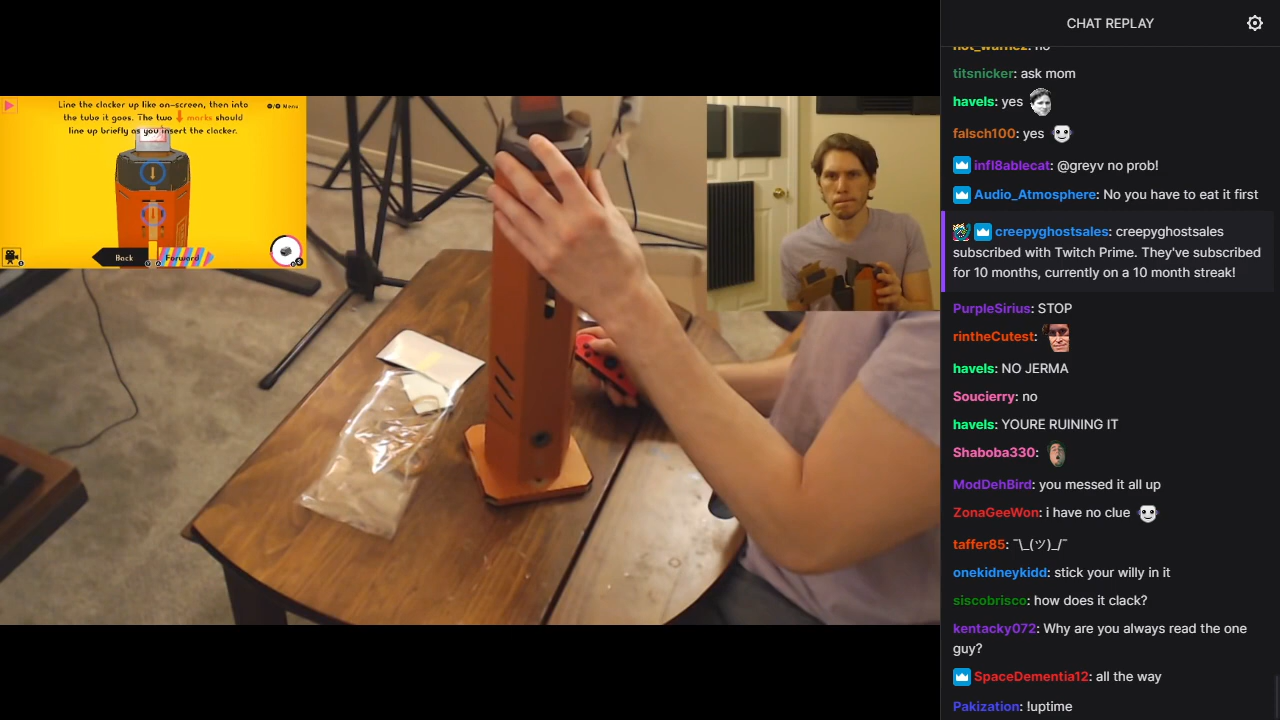 Line the clacker up like on-screen, then into
the tube it goes. The two ↓ marks should
line up briefly as you insert the clacker.
Menu
Back
Forward
CHAT REPLAY
titsnicker: ask mom
havels: yes
falsch100: yes
infl8ablecat: @greyv no prob!
Audio_Atmosphere: No you have to eat it first
creepyghostsales: creepyghostsales
subscribed with Twitch Prime. They've subscribed
for 10 months, currently on a 10 month streak!
PurpleSirius: STOP
rintheCutest:
havels: NO JERMA
Soucierry: no
havels: YOURE RUINING IT
Shaboba330:
ModDehBird: you messed it all up
ZonaGeeWon: i have no clue
taffer85: ¯\_(ツ)_/¯
onekidneykidd: stick your willy in it
siscobrisco: how does it clack?
kentacky072: Why are you always read the one
guy?
SpaceDementia12: all the way
Pakization: !uptime